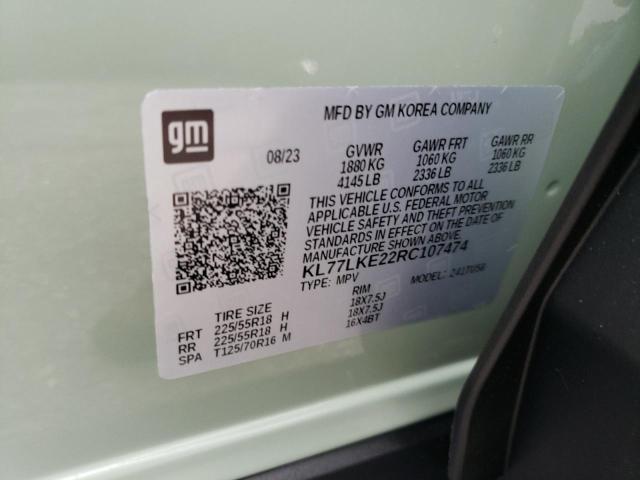 gm
MFD BY GM KOREA COMPANY
08/23
GVWR GAWR FRT GAWR RR
1880 KG 1060 KG 1060 KG
4145 LB 2336 LB 2336 LB
THIS VEHICLE CONFORMS TO ALL
APPLICABLE U.S. FEDERAL MOTOR
VEHICLE SAFETY AND THEFT PREVENTION
STANDARDS IN EFFECT ON THE DATE OF
MANUFACTURE SHOWN ABOVE.
KL77LKE22RC107474
TYPE: MPV MODEL: 241TU56
TIRE SIZE RIM
FRT 225/55R18 H 18X7.5J
RR 225/55R18 H 18X7.5J
SPA T125/70R16 M 16X4BT